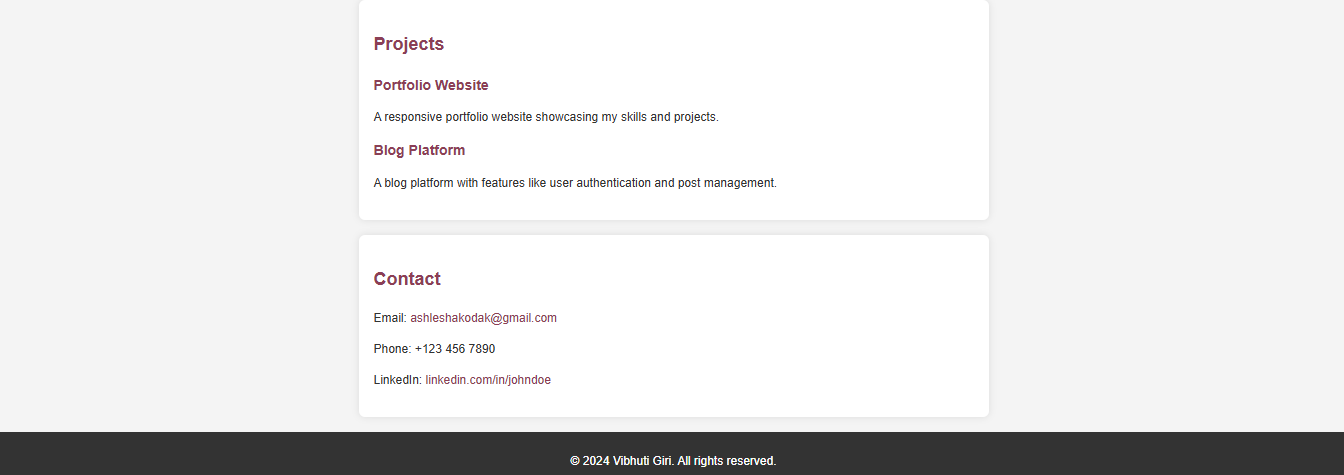 Projects
Portfolio Website
A responsive portfolio website showcasing my skills and projects.
Blog Platform
A blog platform with features like user authentication and post management.
Contact
Email: ashleshakodak@gmail.com
Phone: +123 456 7890
LinkedIn: linkedin.com/in/johndoe
© 2024 Vibhuti Giri. All rights reserved.